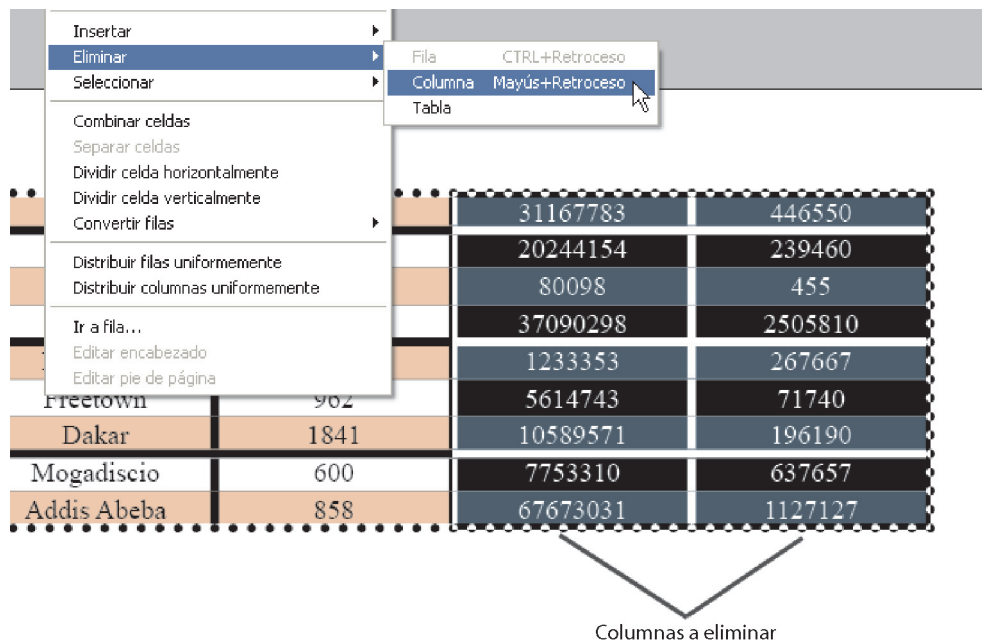 Insertar
Eliminar
Seleccionar
Fila CTRL+Retroceso
Columna Mayús+Retroceso
Tabla
Combinar celdas
Separar celdas
Dividir celda horizontalmente
Dividir celda verticalmente
Convertir filas
Distribuir filas uniformemente
Distribuir columnas uniformemente
Ir a fila...
Editar encabezado
Editar pie de página
31167783 446550
20244154 239460
80098 455
37090298 2505810
1233353 267667
Freetown 962 5614743 71740
Dakar 1841 10589571 196190
Mogadiscio 600 7753310 637657
Addis Abeba 858 67673031 1127127
Columnas a eliminar